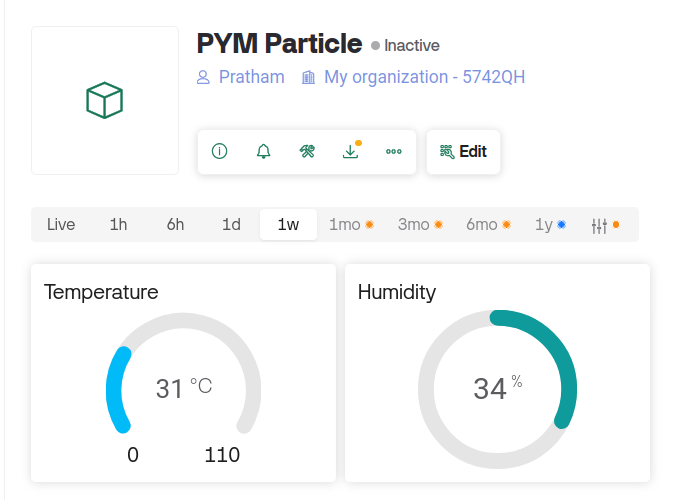 PYM Particle Inactive
Pratham My organization - 5742QH
Edit
Live 1h 6h 1d 1w 1mo 3mo 6mo 1y
Temperature
31 °C
0 110
Humidity
34 %